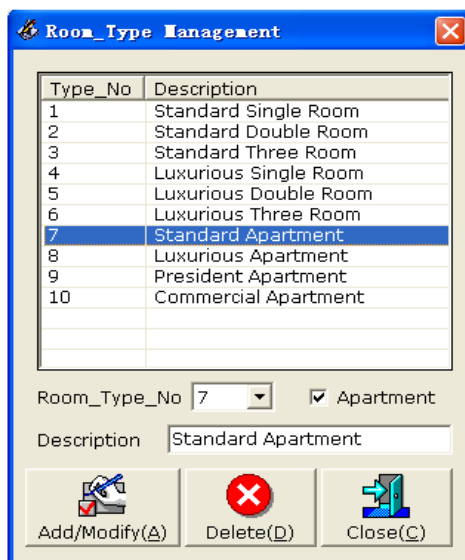 Room_Type Management
Type_No Description
1 Standard Single Room
2 Standard Double Room
3 Standard Three Room
4 Luxurious Single Room
5 Luxurious Double Room
6 Luxurious Three Room
7 Standard Apartment
8 Luxurious Apartment
9 President Apartment
10 Commercial Apartment
Room_Type_No 7 Apartment
Description Standard Apartment
Add/Modify(A) Delete(D) Close(C)